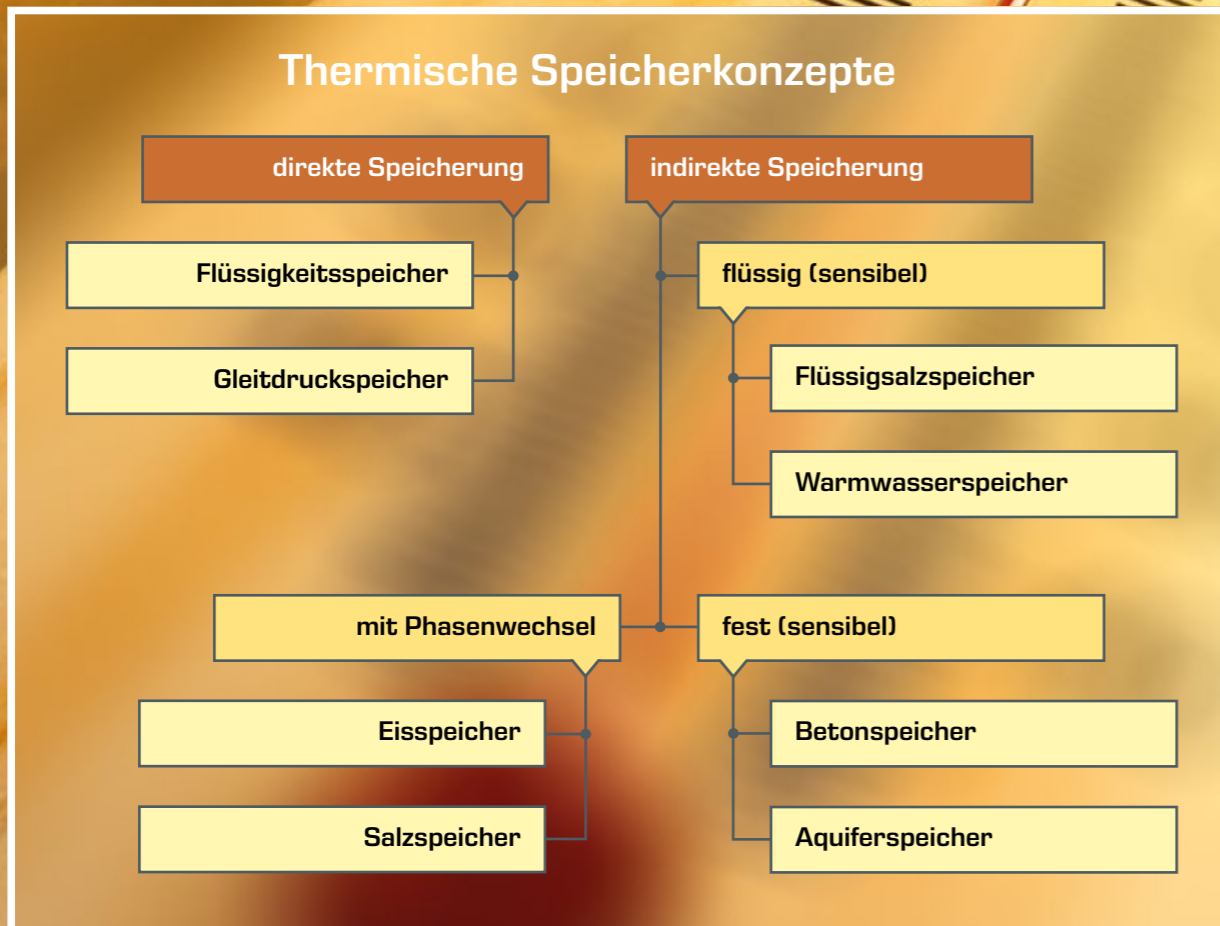 Thermische Speicherkonzepte
direkte Speicherung
Flüssigkeitsspeicher
Gleitdruckspeicher
indirekte Speicherung
flüssig (sensibel)
Flüssigsalzspeicher
Warmwasserspeicher
mit Phasenwechsel
Eisspeicher
Salzspeicher
fest (sensibel)
Betonspeicher
Aquiferspeicher